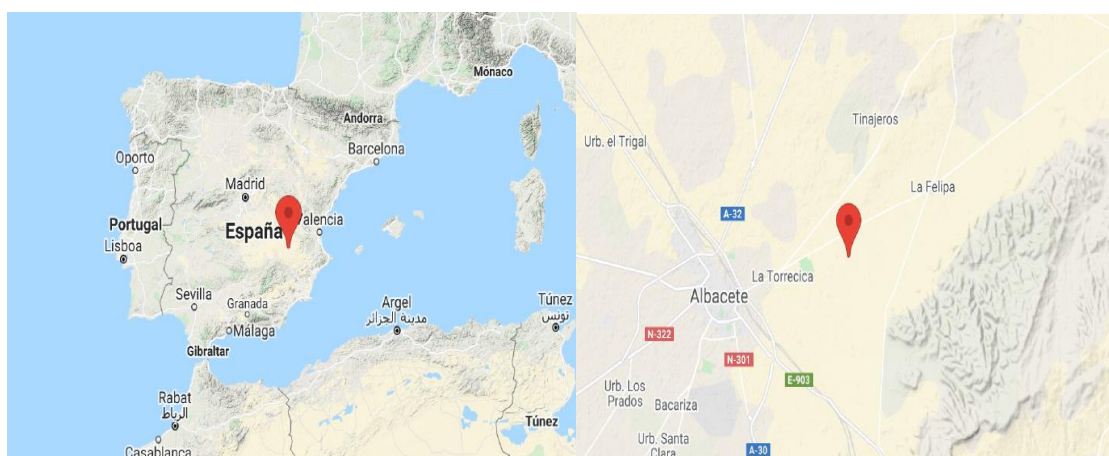 Mónaco
Andorra
Oporto
Barcelona
Madrid
Portugal
España
Valencia
Lisboa
Sevilla
Granada
Málaga
Argel
مدينة الجزائر
Túnez
تونس
Gibraltar
Rabat
الرباط
Túnez
Casablanca
Tinajeros
Urb. el Trigal
La Felipa
A-32
La Torrecica
Albacete
N-322
N-301
E-903
Urb. Los
Prados
Bacariza
Urb. Santa
Clara
A-30